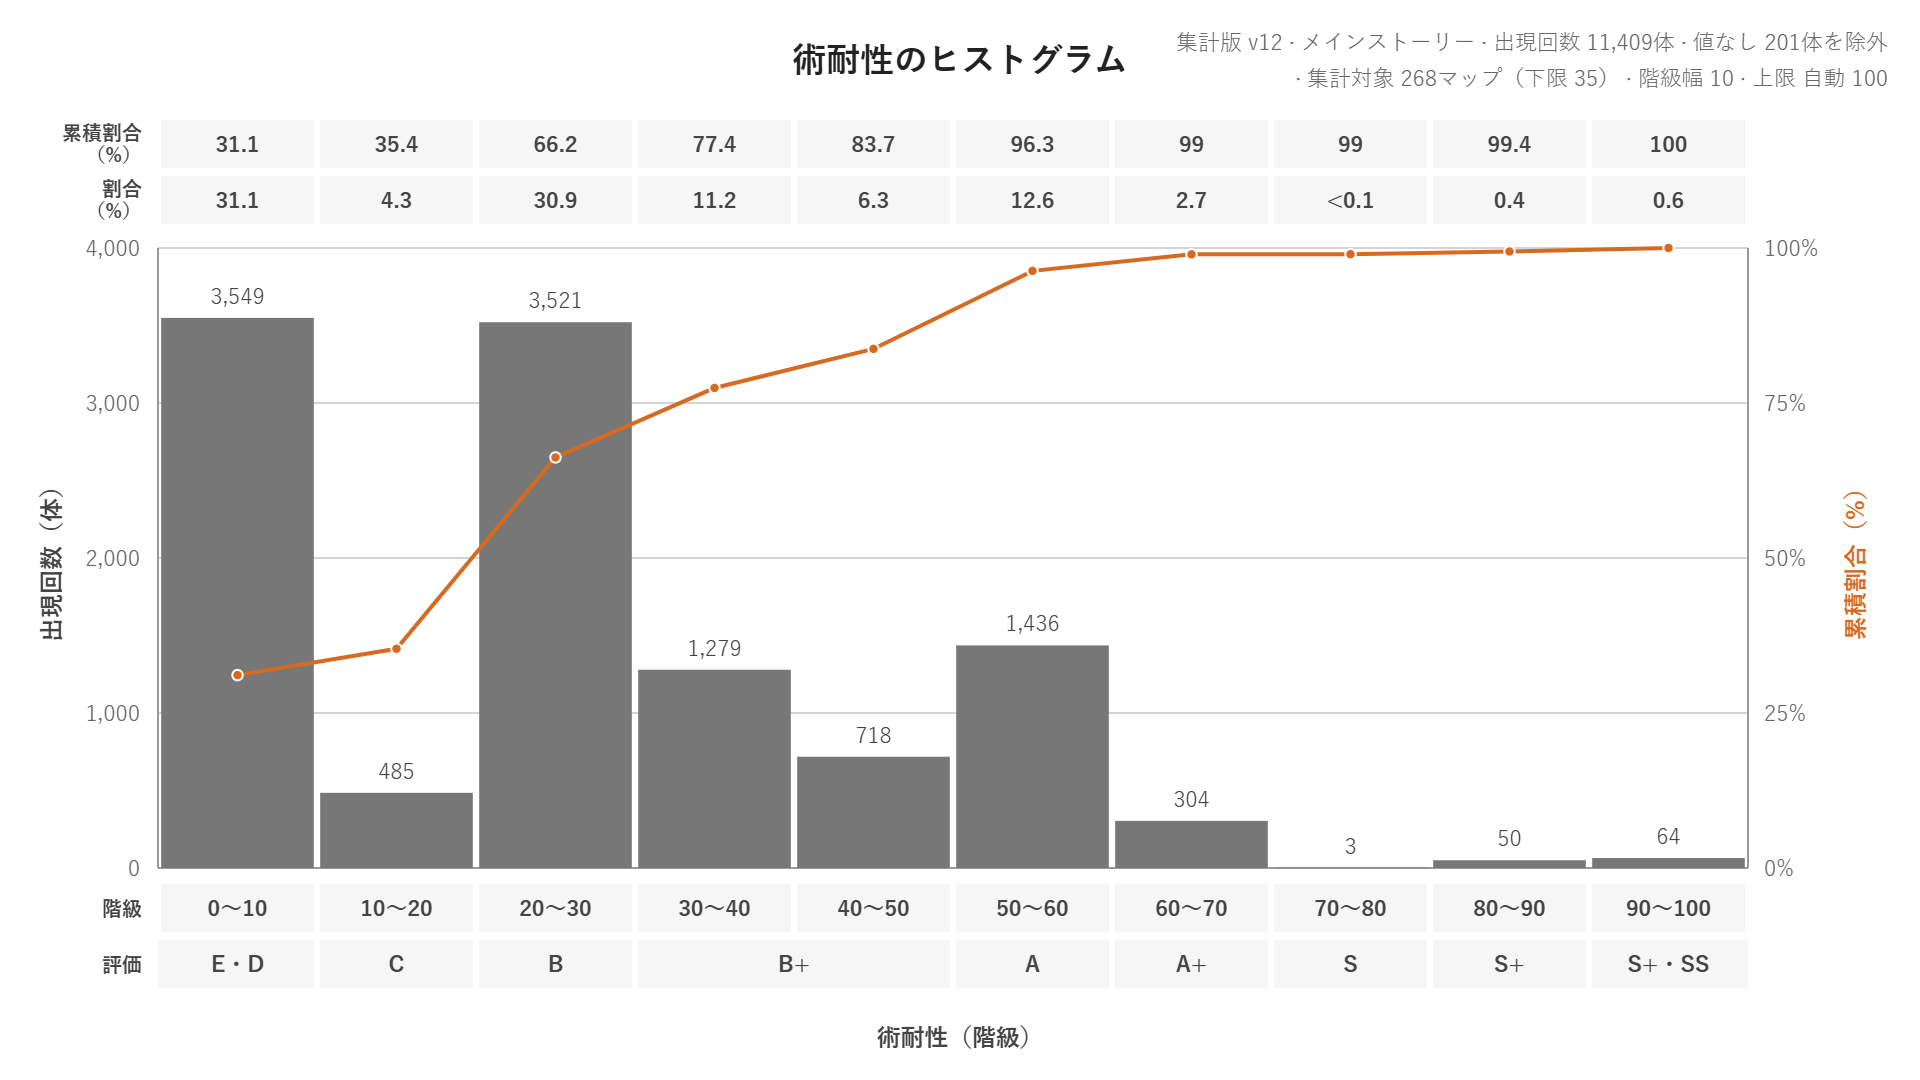 術耐性のヒストグラム
集計版 v12 · メインストーリー · 出現回数 11,409体 · 値なし 201体を除外
· 集計対象 268マップ（下限 35） · 階級幅 10 · 上限 自動 100
累積割合
（%）
31.1 35.4 66.2 77.4 83.7 96.3 99 99 99.4 100
割合
（%）
31.1 4.3 30.9 11.2 6.3 12.6 2.7 <0.1 0.4 0.6
4,000
3,000
2,000
1,000
0
出現回数（体）
3,549
485
3,521
1,279
718
1,436
304
3
50
64
100%
75%
50%
25%
0%
累積割合（%）
階級 0〜10 10〜20 20〜30 30〜40 40〜50 50〜60 60〜70 70〜80 80〜90 90〜100
評価 E・D C B B+ A A+ S S+ S+・SS
術耐性（階級）